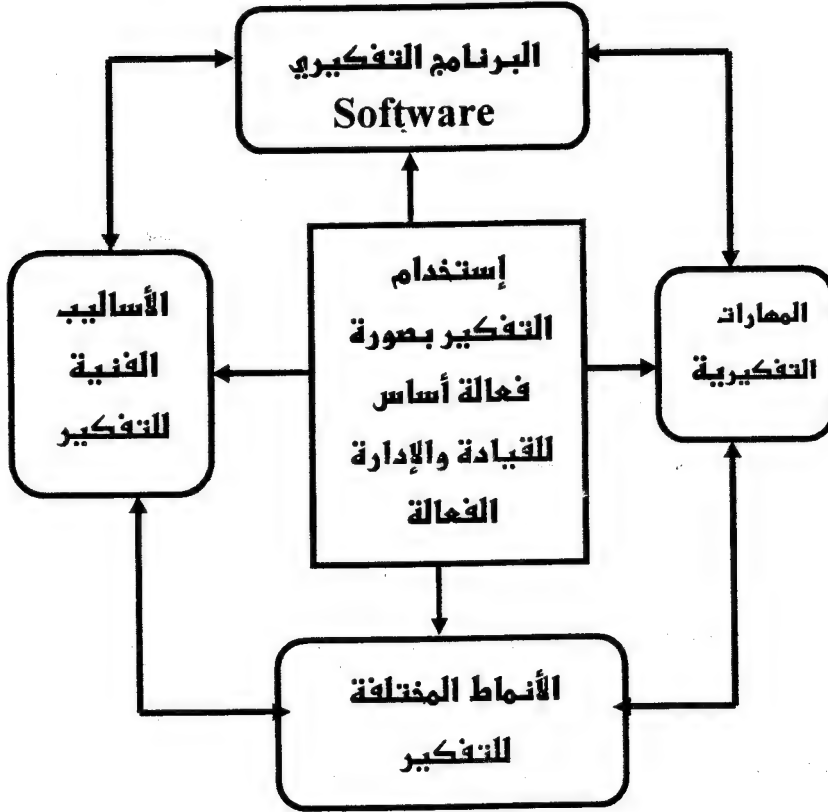 البرنامج التفكيري
Software
إستخدام
التفكير بصورة
فعالة أساس
للقيادة والإدارة
الفعالة
المهارات
التفكيرية
الأساليب
الفنية
للتفكير
الأنماط المختلفة
للتفكير